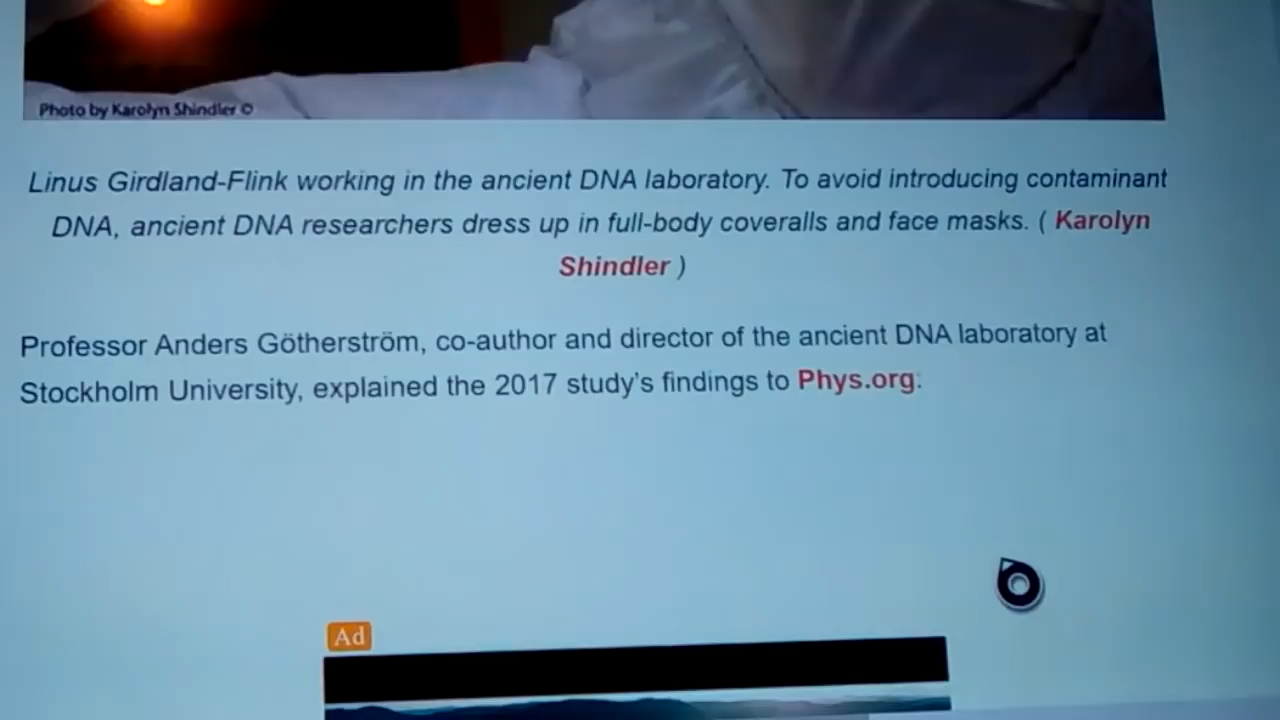 Photo by Karolyn Shindler ©
Linus Girdland-Flink working in the ancient DNA laboratory. To avoid introducing contaminant
DNA, ancient DNA researchers dress up in full-body coveralls and face masks. ( Karolyn
Shindler )
Professor Anders Götherström, co-author and director of the ancient DNA laboratory at
Stockholm University, explained the 2017 study's findings to Phys.org:
Ad